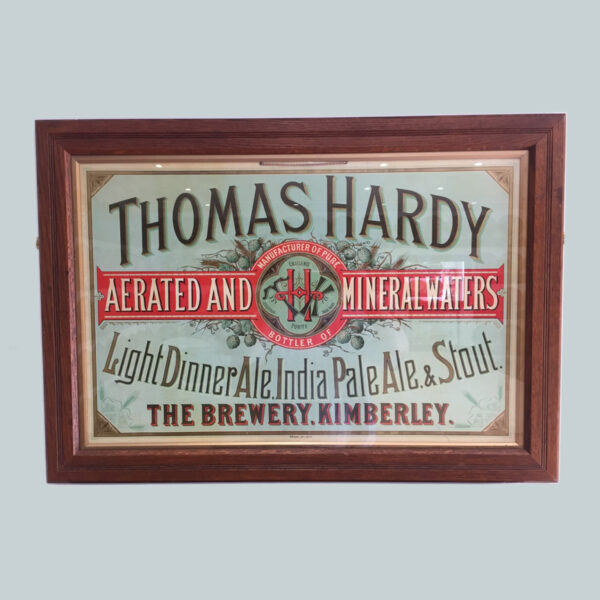 THOMAS HARDY
MANUFACTURER OF PURE
AERATED AND MINERAL WATERS
PURITY
BOTTLER OF
Light Dinner Ale, India Pale Ale, & Stout.
THE BREWERY, KIMBERLEY.